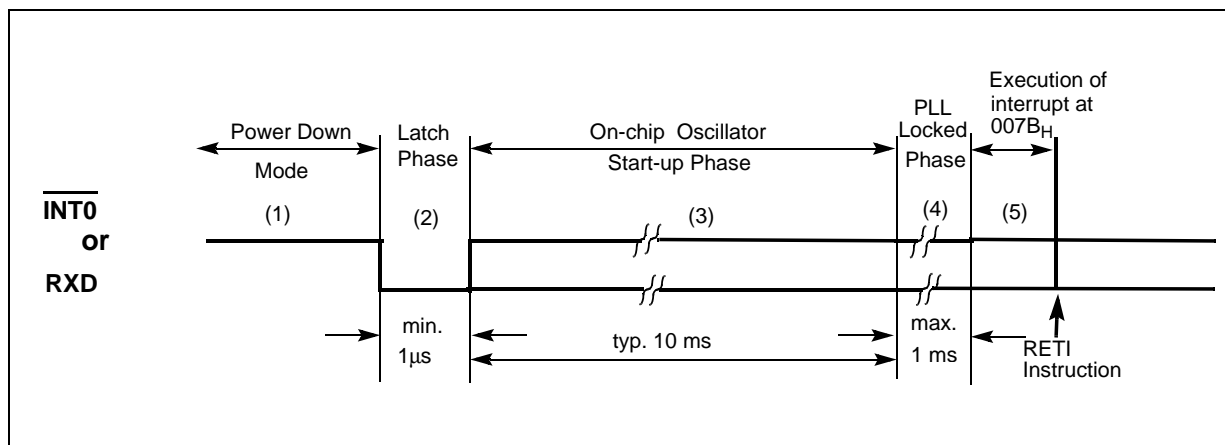 Power Down
Mode
(1)
Latch
Phase
(2)
On-chip Oscillator
Start-up Phase
(3)
PLL
Locked
Phase
(4)
Execution of
interrupt at
007BH
(5)
INT0
or
RXD
min.
1μs
typ. 10 ms
max.
1 ms
RETI
Instruction